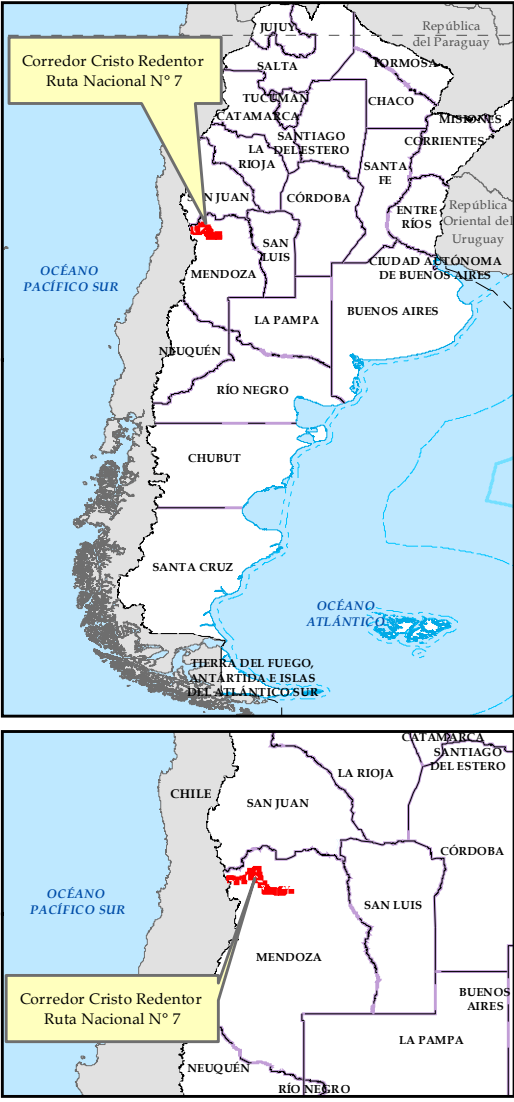 JUJUY
República
del Paraguay
Corredor Cristo Redentor
Ruta Nacional N° 7
SALTA
FORMOSA
TUCUMÁN
CHACO
CATAMARCA
MISIONES
SANTIAGO
DEL ESTERO
CORRIENTES
LA
RIOJA
SANTA
FE
SAN JUAN
CÓRDOBA
ENTRE
RÍOS
República
Oriental del
Uruguay
SAN
LUIS
CIUDAD AUTÓNOMA
DE BUENOS AIRES
OCÉANO
PACÍFICO SUR
MENDOZA
LA PAMPA
BUENOS AIRES
NEUQUÉN
RÍO NEGRO
CHUBUT
SANTA CRUZ
OCÉANO
ATLÁNTICO
TIERRA DEL FUEGO,
ANTÁRTIDA E ISLAS
DEL ATLÁNTICO SUR
CATAMARCA
SANTIAGO
DEL ESTERO
LA RIOJA
CHILE
SAN JUAN
CÓRDOBA
OCÉANO
PACÍFICO SUR
SAN LUIS
MENDOZA
Corredor Cristo Redentor
Ruta Nacional N° 7
BUENOS
AIRES
LA PAMPA
NEUQUÉN
RÍO NEGRO